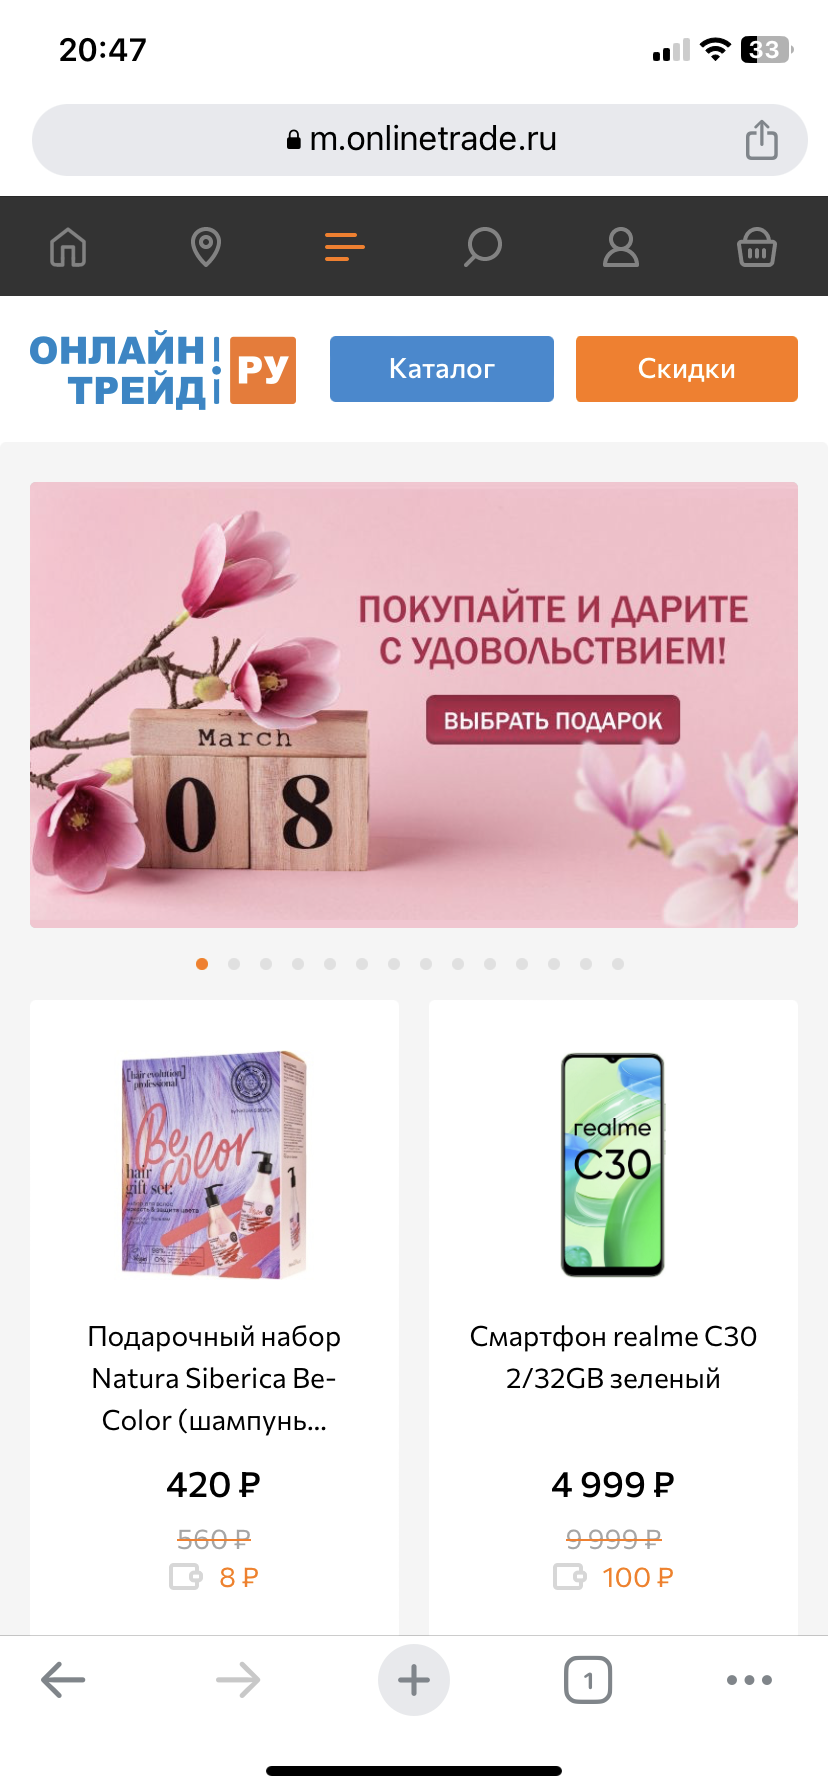 20:47
33
m.onlinetrade.ru
ОНЛАЙН
ТРЕЙД
РУ
Каталог
Скидки
ПОКУПАЙТЕ И ДАРИТЕ
С УДОВОЛЬСТВИЕМ!
ВЫБРАТЬ ПОДАРОК
March
08
[hair evolution]
professional
Be
color
hair
gift set:
realme
C30
Подарочный набор
Natura Siberica Be-
Color (шампунь...
420 ₽
560 ₽
8 ₽
Смартфон realme C30
2/32GB зеленый
4 999 ₽
9 999 ₽
100 ₽
1